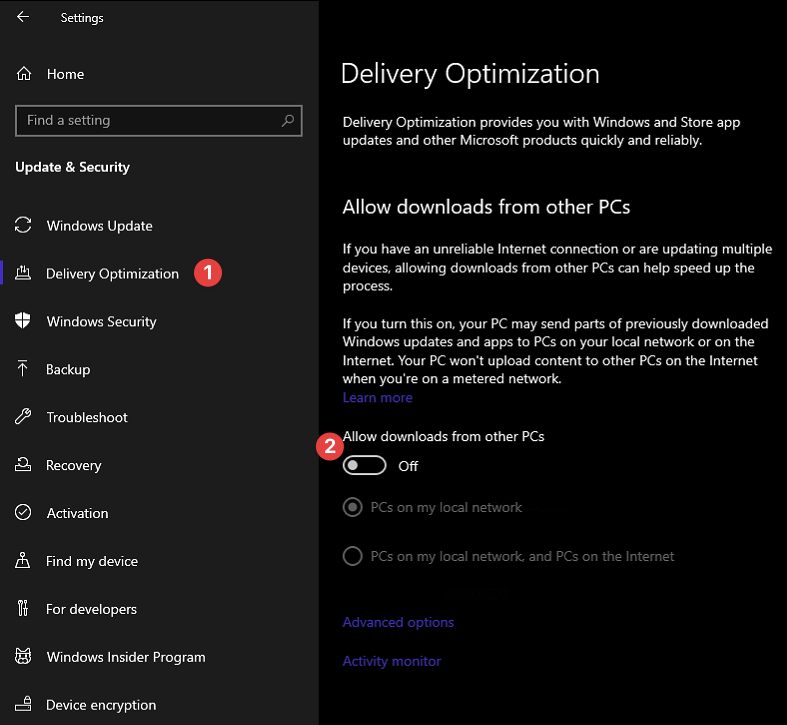 Settings
Home
Find a setting
Update & Security
Windows Update
Delivery Optimization
1
Windows Security
Backup
Troubleshoot
Recovery
Activation
Find my device
For developers
Windows Insider Program
Device encryption
Delivery Optimization
Delivery Optimization provides you with Windows and Store app
updates and other Microsoft products quickly and reliably.
Allow downloads from other PCs
If you have an unreliable Internet connection or are updating multiple
devices, allowing downloads from other PCs can help speed up the
process.
If you turn this on, your PC may send parts of previously downloaded
Windows updates and apps to PCs on your local network or on the
Internet. Your PC won't upload content to other PCs on the Internet
when you're on a metered network.
Learn more
2
Allow downloads from other PCs
Off
PCs on my local network
PCs on my local network, and PCs on the Internet
Advanced options
Activity monitor